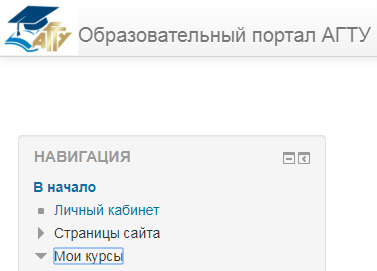 АГТУ
Образовательный портал АГТУ
НАВИГАЦИЯ
В начало
Личный кабинет
Страницы сайта
Мои курсы